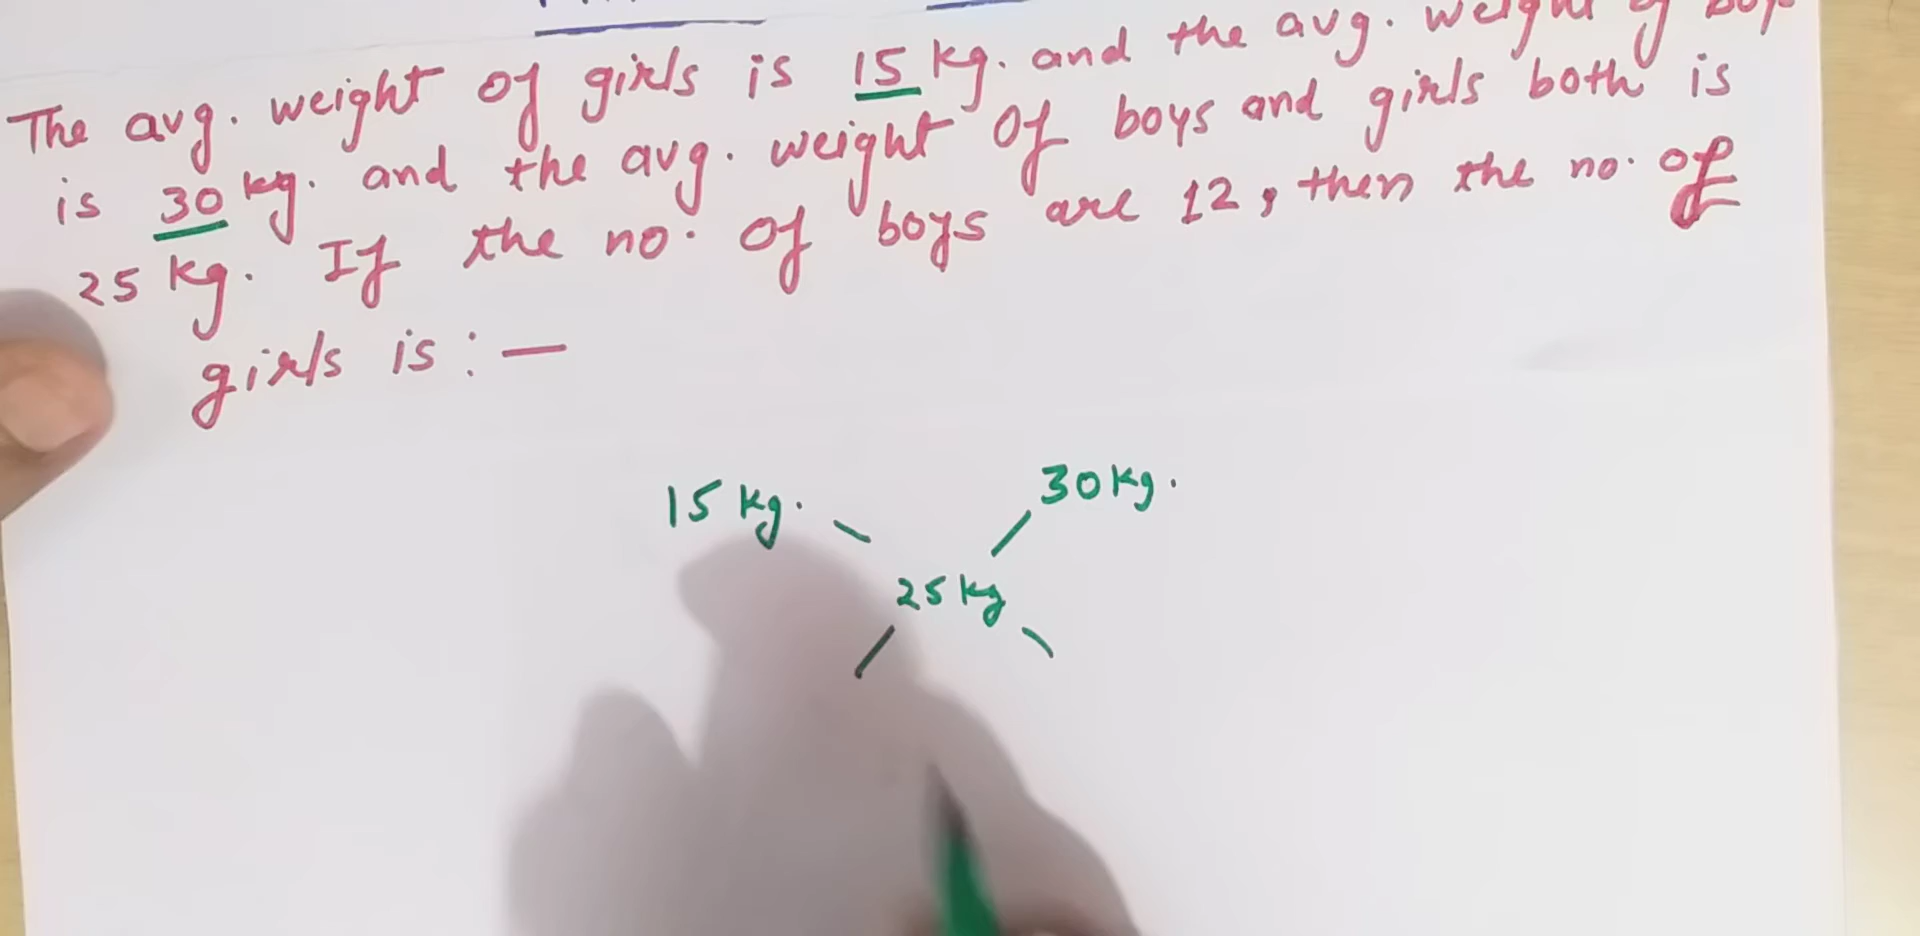 The avg. weight of girls is 15 kg. and the avg. weight of boys
is 30 kg. and the avg. weight of boys and girls both is
25 kg. If the no. of boys are 12, then the no. of
girls is :—
15 kg. 30 kg.
25 kg